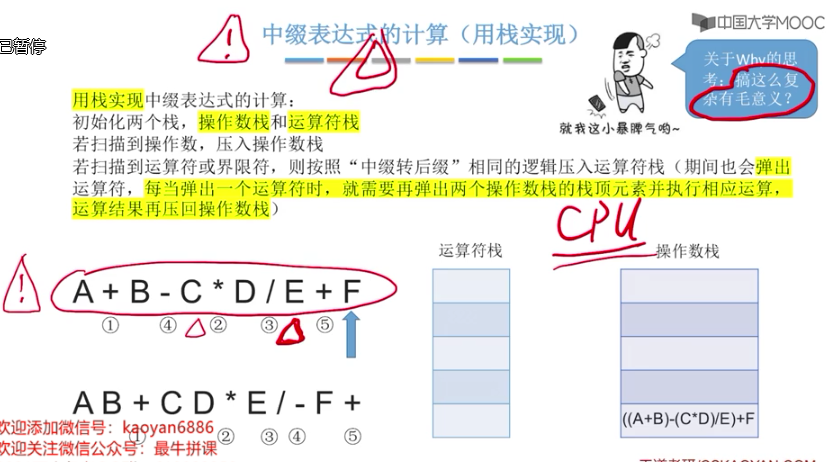 已暂停
中缀表达式的计算（用栈实现）
中国大学MOOC
关于Why的思
考：搞这么复
杂有毛意义？
就我这小暴脾气哟~
用栈实现中缀表达式的计算：
初始化两个栈，操作数栈和运算符栈
若扫描到操作数，压入操作数栈
若扫描到运算符或界限符，则按照“中缀转后缀”相同的逻辑压入运算符栈（期间也会弹出
运算符，每当弹出一个运算符时，就需要再弹出两个操作数栈的栈顶元素并执行相应运算，
运算结果再压回操作数栈）
CPU
运算符栈
操作数栈
A + B - C * D / E + F
① ④ ② ③ ⑤
A B + C D * E / - F +
① ② ③ ④ ⑤
((A+B)-(C*D)/E)+F
欢迎添加微信号：kaoyan6886
欢迎关注微信公众号：最牛拼课